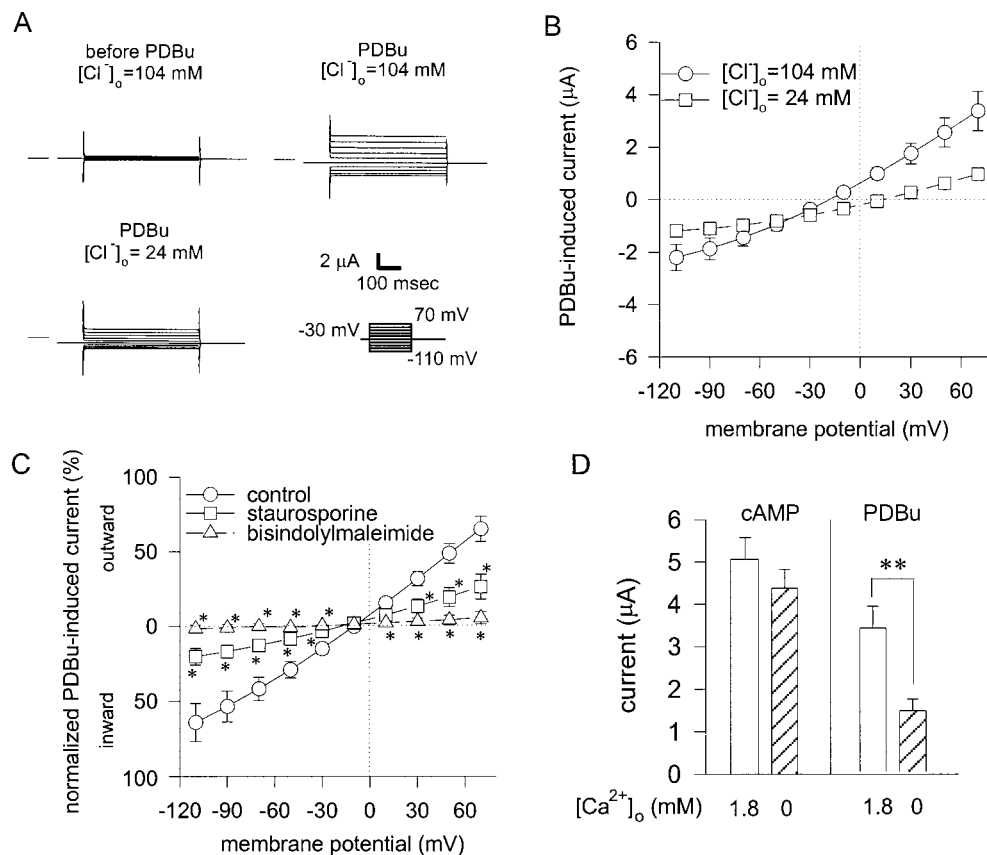 A
before PDBu
[Cl⁻]ₒ=104 mM
PDBu
[Cl⁻]ₒ=104 mM
PDBu
[Cl⁻]ₒ= 24 mM
2 μA
100 msec
-30 mV
70 mV
-110 mV
B
PDBu-induced current (μA)
6
4
2
0
-2
-4
-6
[Cl⁻]ₒ=104 mM
[Cl⁻]ₒ= 24 mM
-120 -90 -60 -30 0 30 60
membrane potential (mV)
C
normalized PDBu-induced current (%)
inward outward
100
50
0
50
100
control
staurosporine
bisindolylmaleimide
* * * * *
* * * *
* * * * *
* * * *
-120 -90 -60 -30 0 30 60
membrane potential (mV)
D
cAMP PDBu
current (μA)
6
5
4
3
2
1
0
**
[Ca²⁺]ₒ (mM) 1.8 0 1.8 0